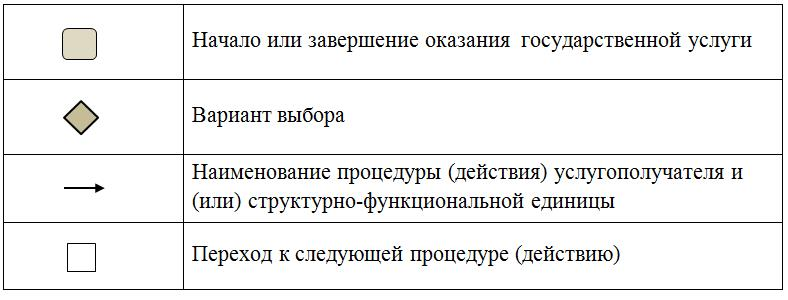 Начало или завершение оказания государственной услуги
Вариант выбора
Наименование процедуры (действия) услугополучателя и
(или) структурно-функциональной единицы
Переход к следующей процедуре (действию)